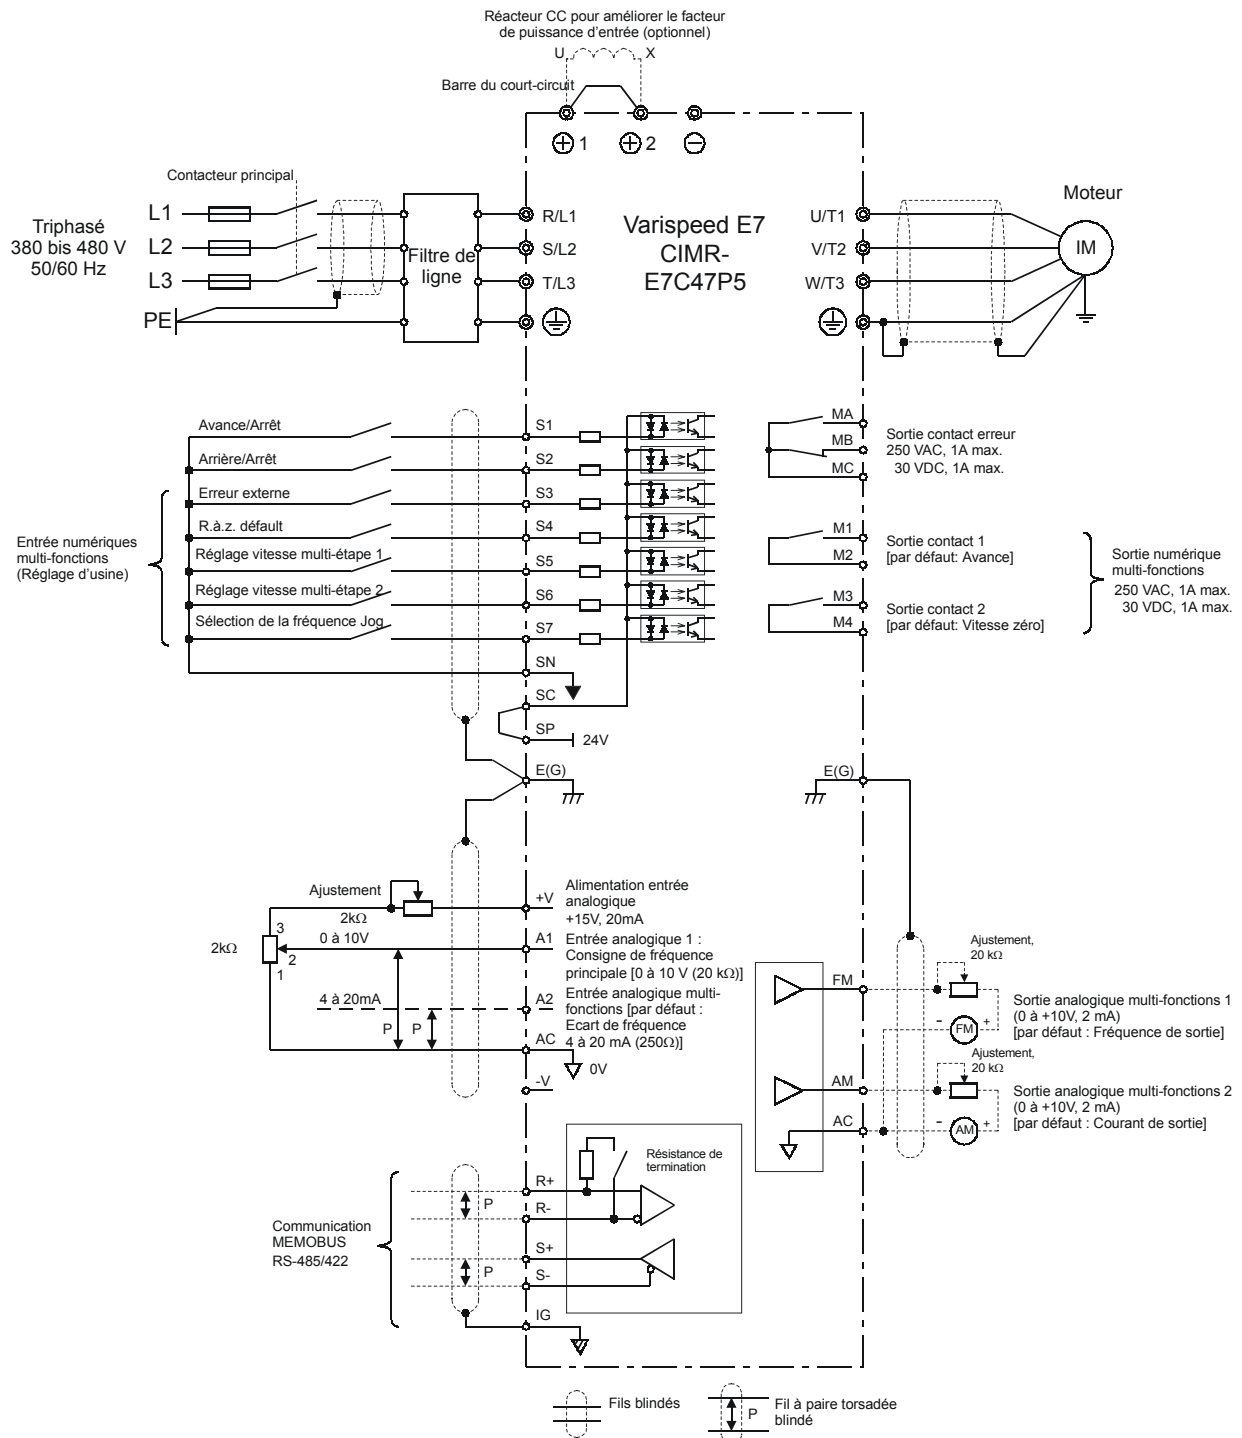 Réacteur CC pour améliorer le facteur
de puissance d'entrée (optionnel)
U X
Barre du court-circuit
1 2
Contacteur principal
Triphasé
380 bis 480 V
50/60 Hz
L1
L2
L3
PE
Filtre de
ligne
R/L1
S/L2
T/L3
Varispeed E7
CIMR-
E7C47P5
U/T1
V/T2
W/T3
Moteur
IM
Avance/Arrêt
Arrière/Arrêt
Erreur externe
R.à.z. défault
Réglage vitesse multi-étape 1
Réglage vitesse multi-étape 2
Sélection de la fréquence Jog
Entrée numériques
multi-fonctions
(Réglage d'usine)
S1
S2
S3
S4
S5
S6
S7
SN
SC
SP
24V
E(G)
MA
MB
MC
Sortie contact erreur
250 VAC, 1A max.
30 VDC, 1A max.
M1
M2
Sortie contact 1
[par défaut: Avance]
M3
M4
Sortie contact 2
[par défaut: Vitesse zéro]
Sortie numérique
multi-fonctions
250 VAC, 1A max.
30 VDC, 1A max.
E(G)
Ajustement
2kΩ
2kΩ
3
2
1
0 à 10V
4 à 20mA
P P
+V
A1
A2
AC
-V
0V
Alimentation entrée
analogique
+15V, 20mA
Entrée analogique 1 :
Consigne de fréquence
principale [0 à 10 V (20 kΩ)]
Entrée analogique multi-
fonctions [par défaut :
Ecart de fréquence
4 à 20 mA (250Ω)]
FM
AM
AC
Ajustement,
20 kΩ
- FM +
Sortie analogique multi-fonctions 1
(0 à +10V, 2 mA)
[par défaut : Fréquence de sortie]
Ajustement,
20 kΩ
- AM +
Sortie analogique multi-fonctions 2
(0 à +10V, 2 mA)
[par défaut : Courant de sortie]
Communication
MEMOBUS
RS-485/422
P
P
R+
R-
S+
S-
IG
Résistance de
termination
Fils blindés
P
Fil à paire torsadée
blindé